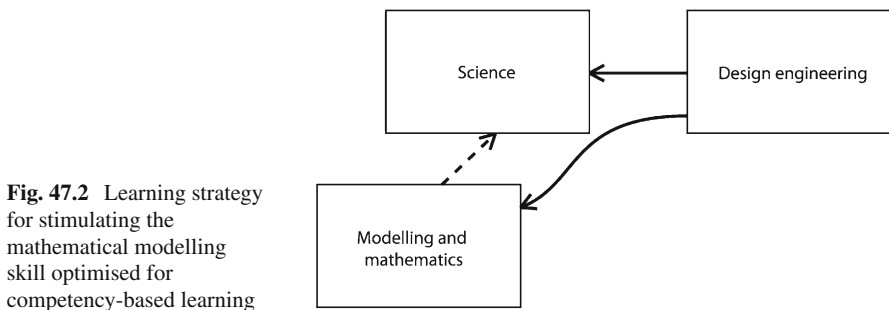 Science
Design engineering
Modelling and
mathematics
Fig. 47.2 Learning strategy
for stimulating the
mathematical modelling
skill optimised for
competency-based learning